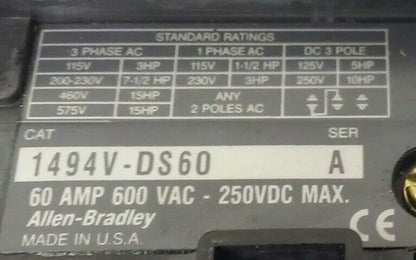 STANDARD RATINGS
3 PHASE AC 1 PHASE AC DC 3 POLE
115V 3HP 115V 1-1/2 HP 125V 5HP
200-230V 7-1/2 HP 230V 3HP 250V 10HP
460V 15HP ANY
575V 15HP 2 POLES AC
CAT SER
1494V-DS60 A
60 AMP 600 VAC - 250VDC MAX.
Allen-Bradley
MADE IN U.S.A. CE